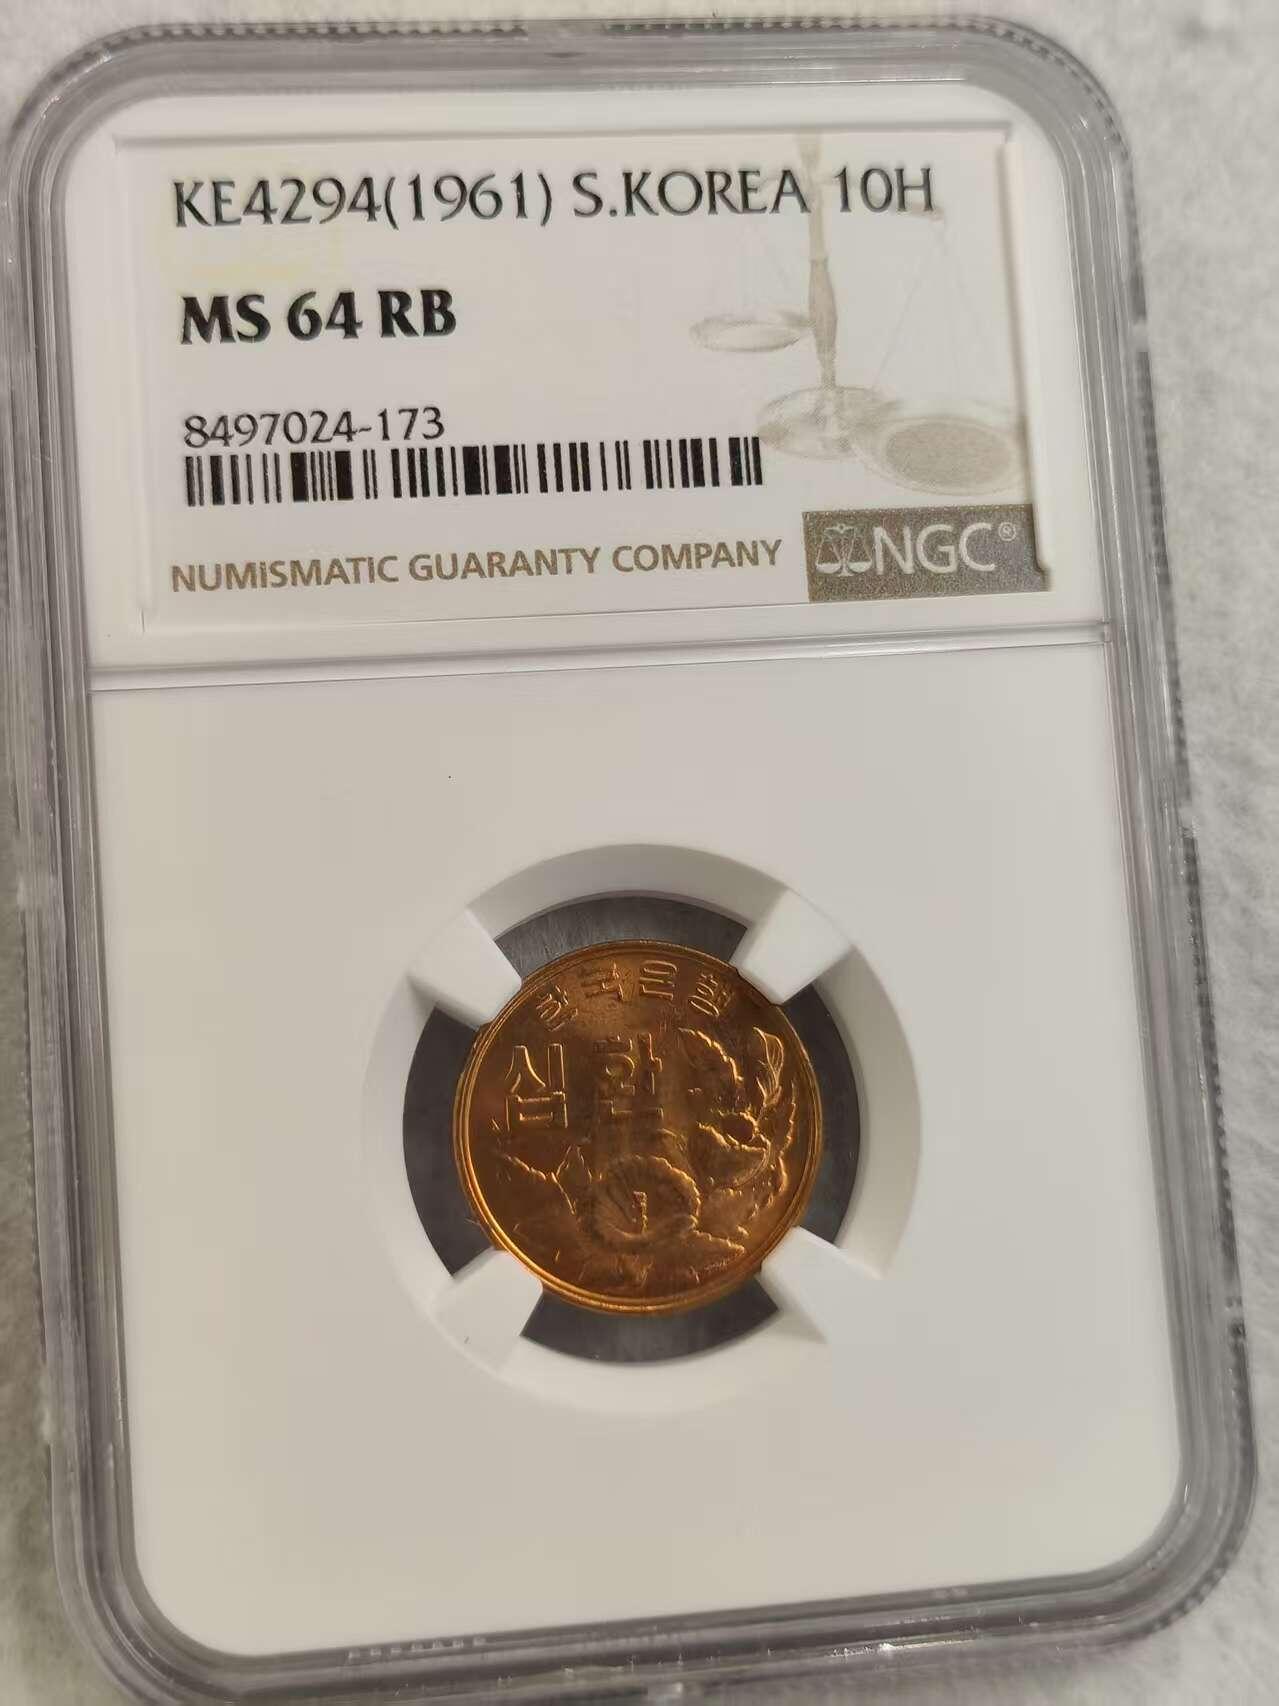 KE4294(1961) S.KOREA 10H
MS 64 RB
8497024-173
NUMISMATIC GUARANTY COMPANY
NGC®
한국은행
십환